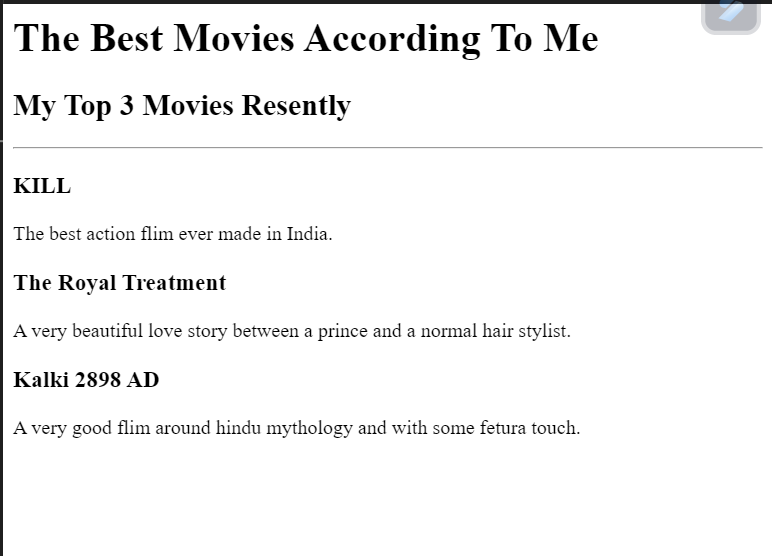 The Best Movies According To Me
My Top 3 Movies Resently
KILL
The best action flim ever made in India.
The Royal Treatment
A very beautiful love story between a prince and a normal hair stylist.
Kalki 2898 AD
A very good flim around hindu mythology and with some fetura touch.